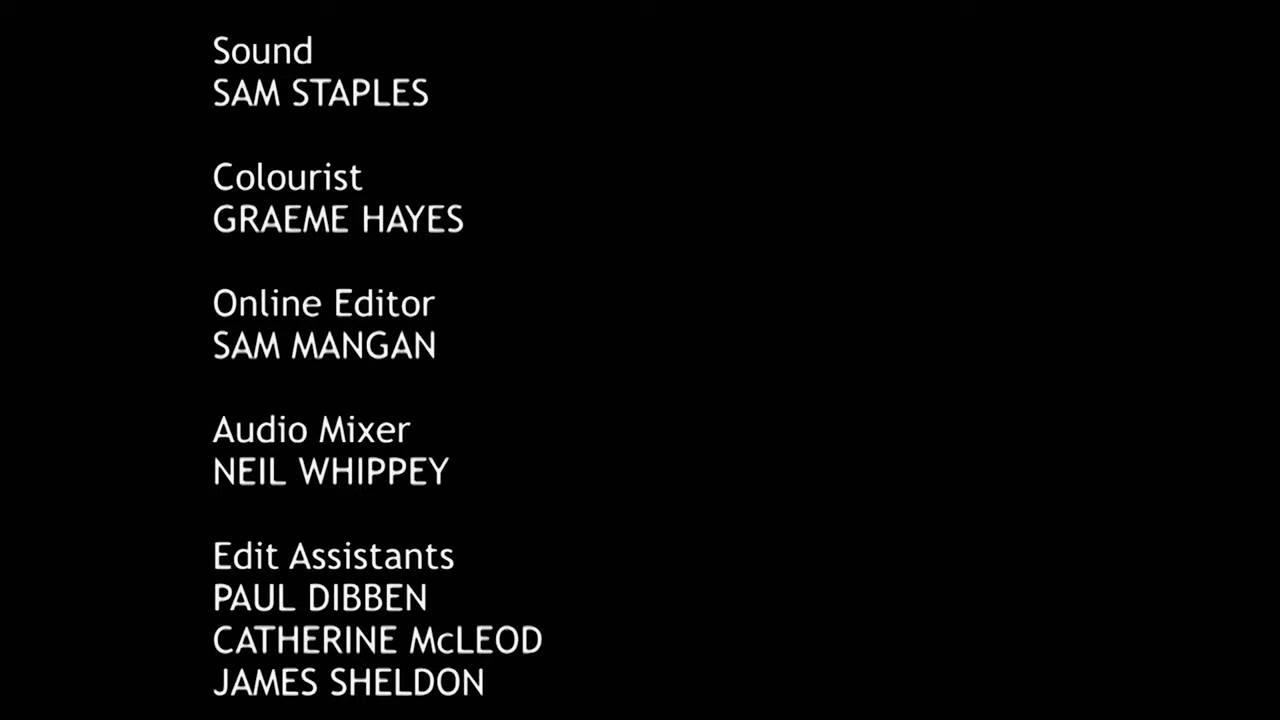 Sound
SAM STAPLES
Colourist
GRAEME HAYES
Online Editor
SAM MANGAN
Audio Mixer
NEIL WHIPPEY
Edit Assistants
PAUL DIBBEN
CATHERINE McLEOD
JAMES SHELDON